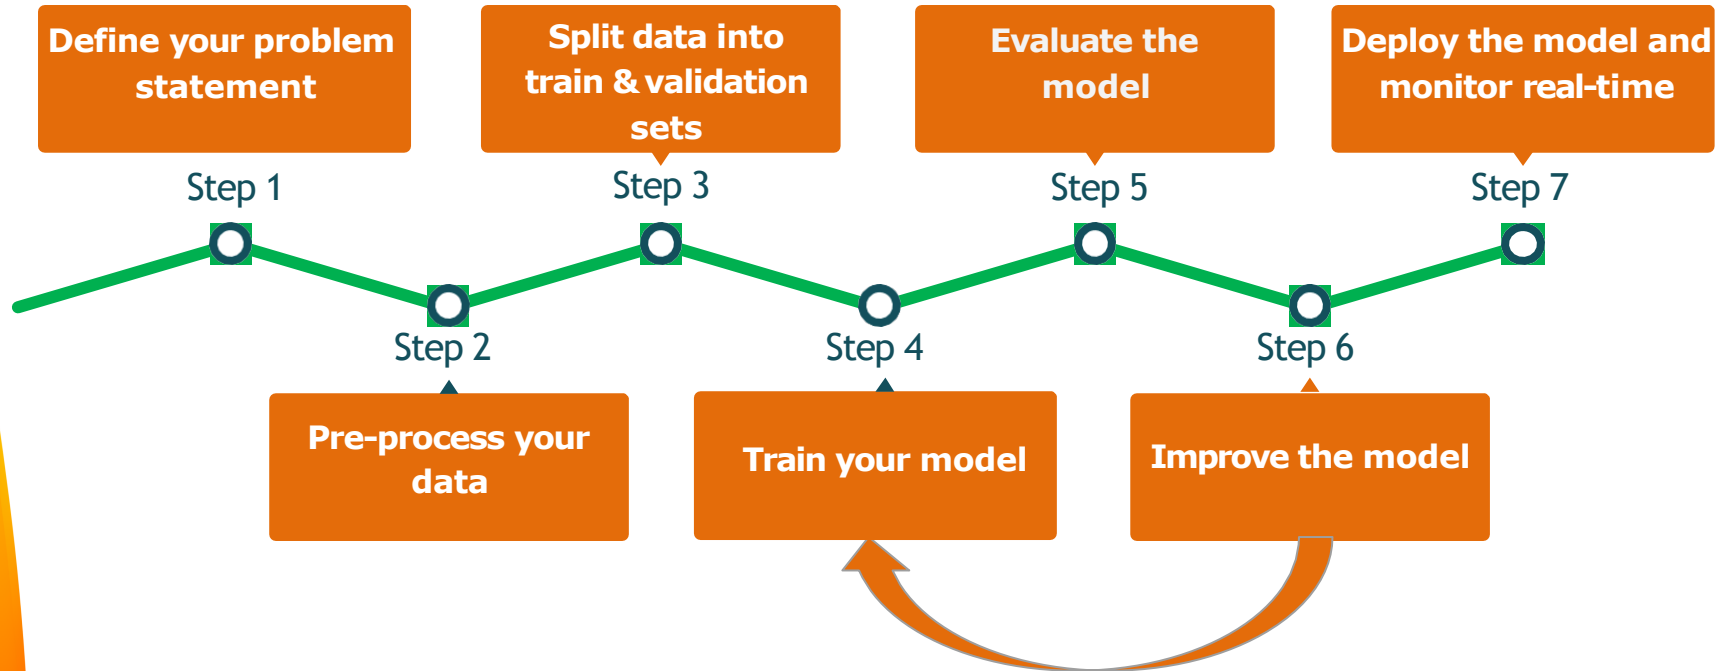 Define your problem
statement
Split data into
train & validation
sets
Evaluate the
model
Deploy the model and
monitor real-time
Step 1
Step 3
Step 5
Step 7
Step 2
Step 4
Step 6
Pre-process your
data
Train your model
Improve the model